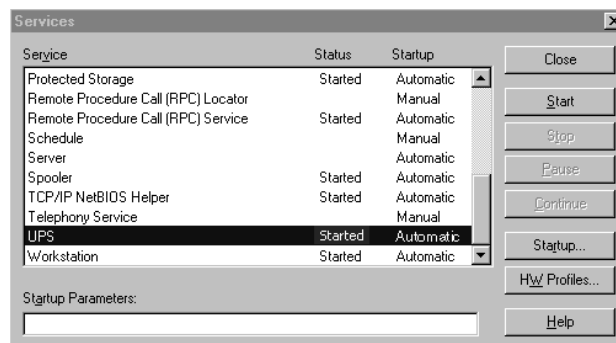 Services
Service Status Startup
Protected Storage Started Automatic
Remote Procedure Call (RPC) Locator Manual
Remote Procedure Call (RPC) Service Started Automatic
Schedule Manual
Server Automatic
Spooler Started Automatic
TCP/IP NetBIOS Helper Started Automatic
Telephony Service Manual
UPS Started Automatic
Workstation Started Automatic
Startup Parameters:
Close
Start
Stop
Pause
Continue
Startup...
HW Profiles...
Help